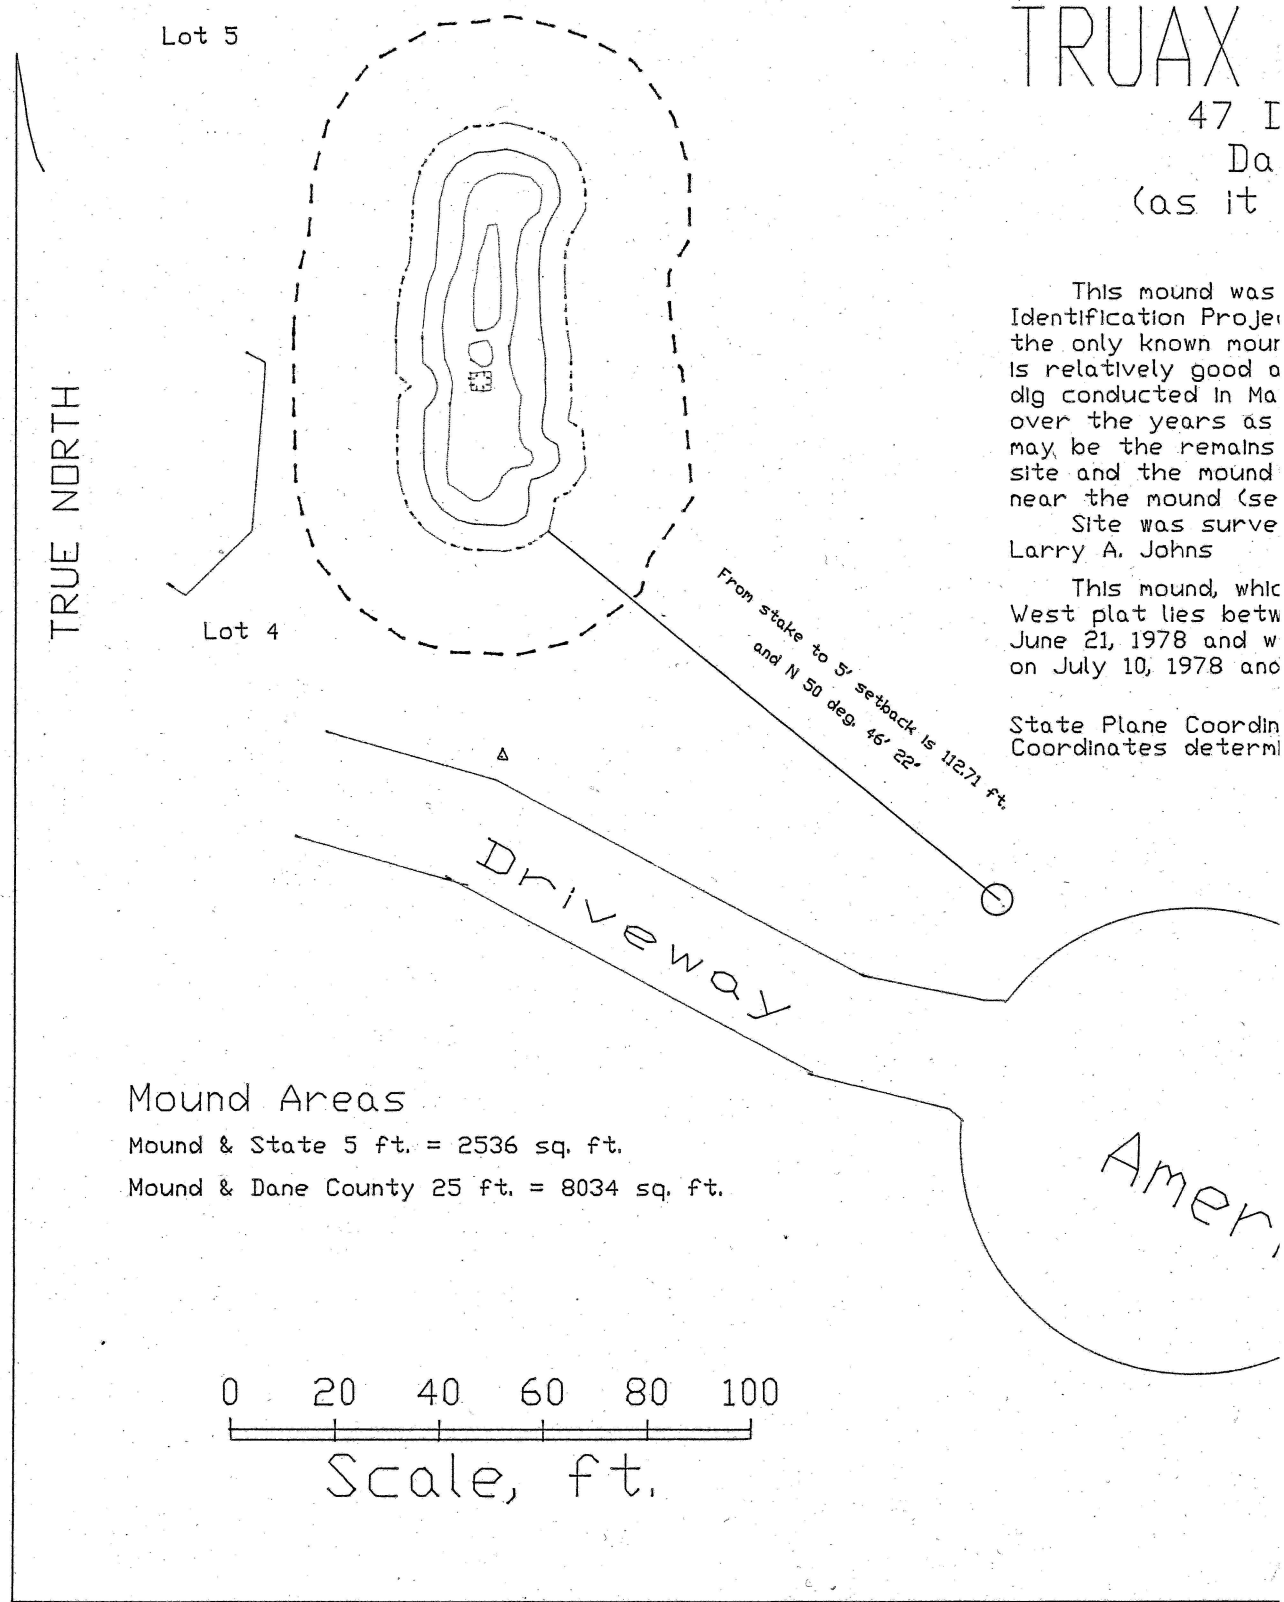 Lot 5
TRUAX
47
Da
(as it
This mound was
Identification Proje
the only known
is relatively good
dig conducted in Ma
over the years as
may be the remains
site and the mound
near the mound (se
Site was surve
Larry A. Johns
This mound,
West plat lies betw
June 21, 1978 and w
on July 10, 1978 and
State Plane Coordin
Coordinates determi
TRUE NORTH
Lot 4
From stake to 5' setback is 112.71 ft.
and N 50 deg. 46' 22"
Driveway
Mound Areas
Mound & State 5 ft. = 2536 sq. ft.
Mound & Dane County 25 ft. = 8034 sq. ft.
Ameri
0 20 40 60 80 100
Scale, ft.